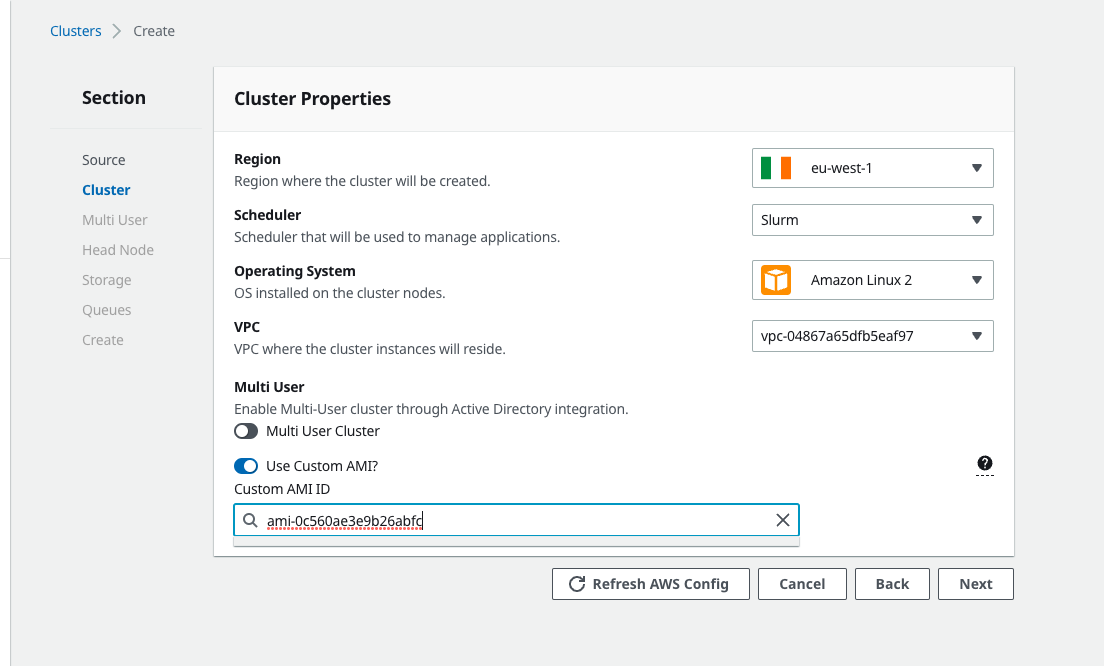 Clusters > Create
Section
Source
Cluster
Multi User
Head Node
Storage
Queues
Create
Cluster Properties
Region
Region where the cluster will be created.
eu-west-1
Scheduler
Scheduler that will be used to manage applications.
Slurm
Operating System
OS installed on the cluster nodes.
Amazon Linux 2
VPC
VPC where the cluster instances will reside.
vpc-04867a65dfb5eaf97
Multi User
Enable Multi-User cluster through Active Directory integration.
Multi User Cluster
Use Custom AMI?
Custom AMI ID
ami-0c560ae3e9b26abfc
Refresh AWS Config
Cancel
Back
Next